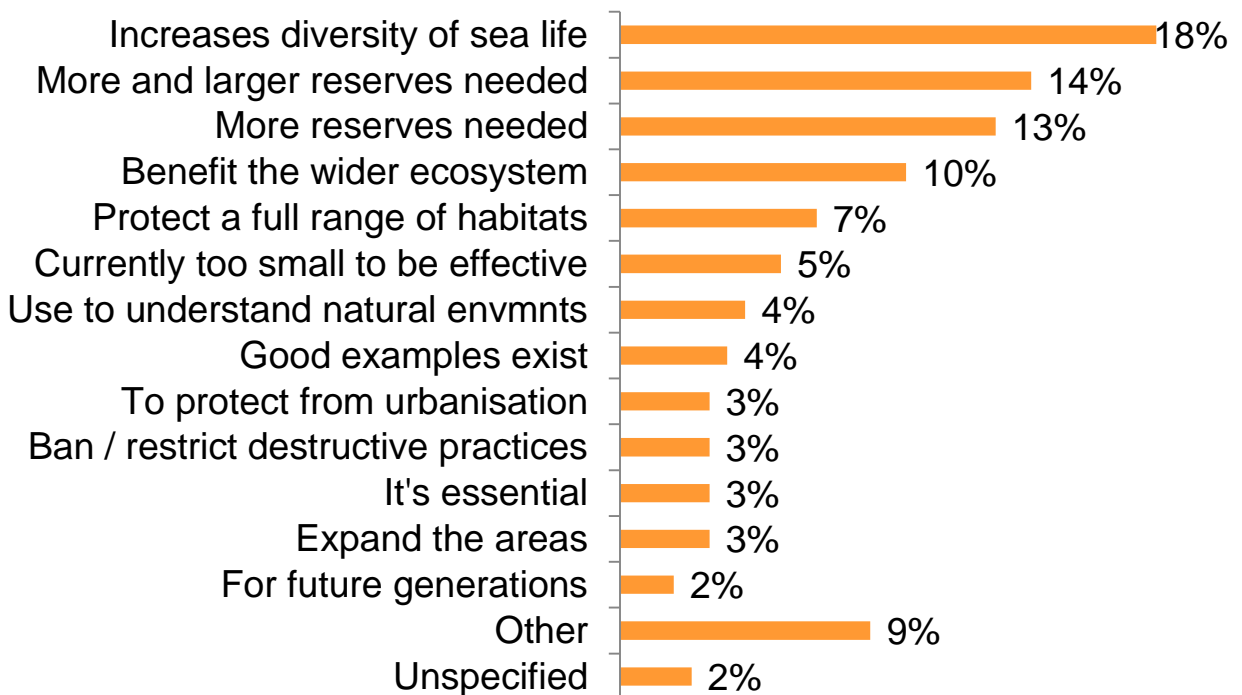 Increases diversity of sea life 18%
More and larger reserves needed 14%
More reserves needed 13%
Benefit the wider ecosystem 10%
Protect a full range of habitats 7%
Currently too small to be effective 5%
Use to understand natural envmnts 4%
Good examples exist 4%
To protect from urbanisation 3%
Ban / restrict destructive practices 3%
It's essential 3%
Expand the areas 3%
For future generations 2%
Other 9%
Unspecified 2%